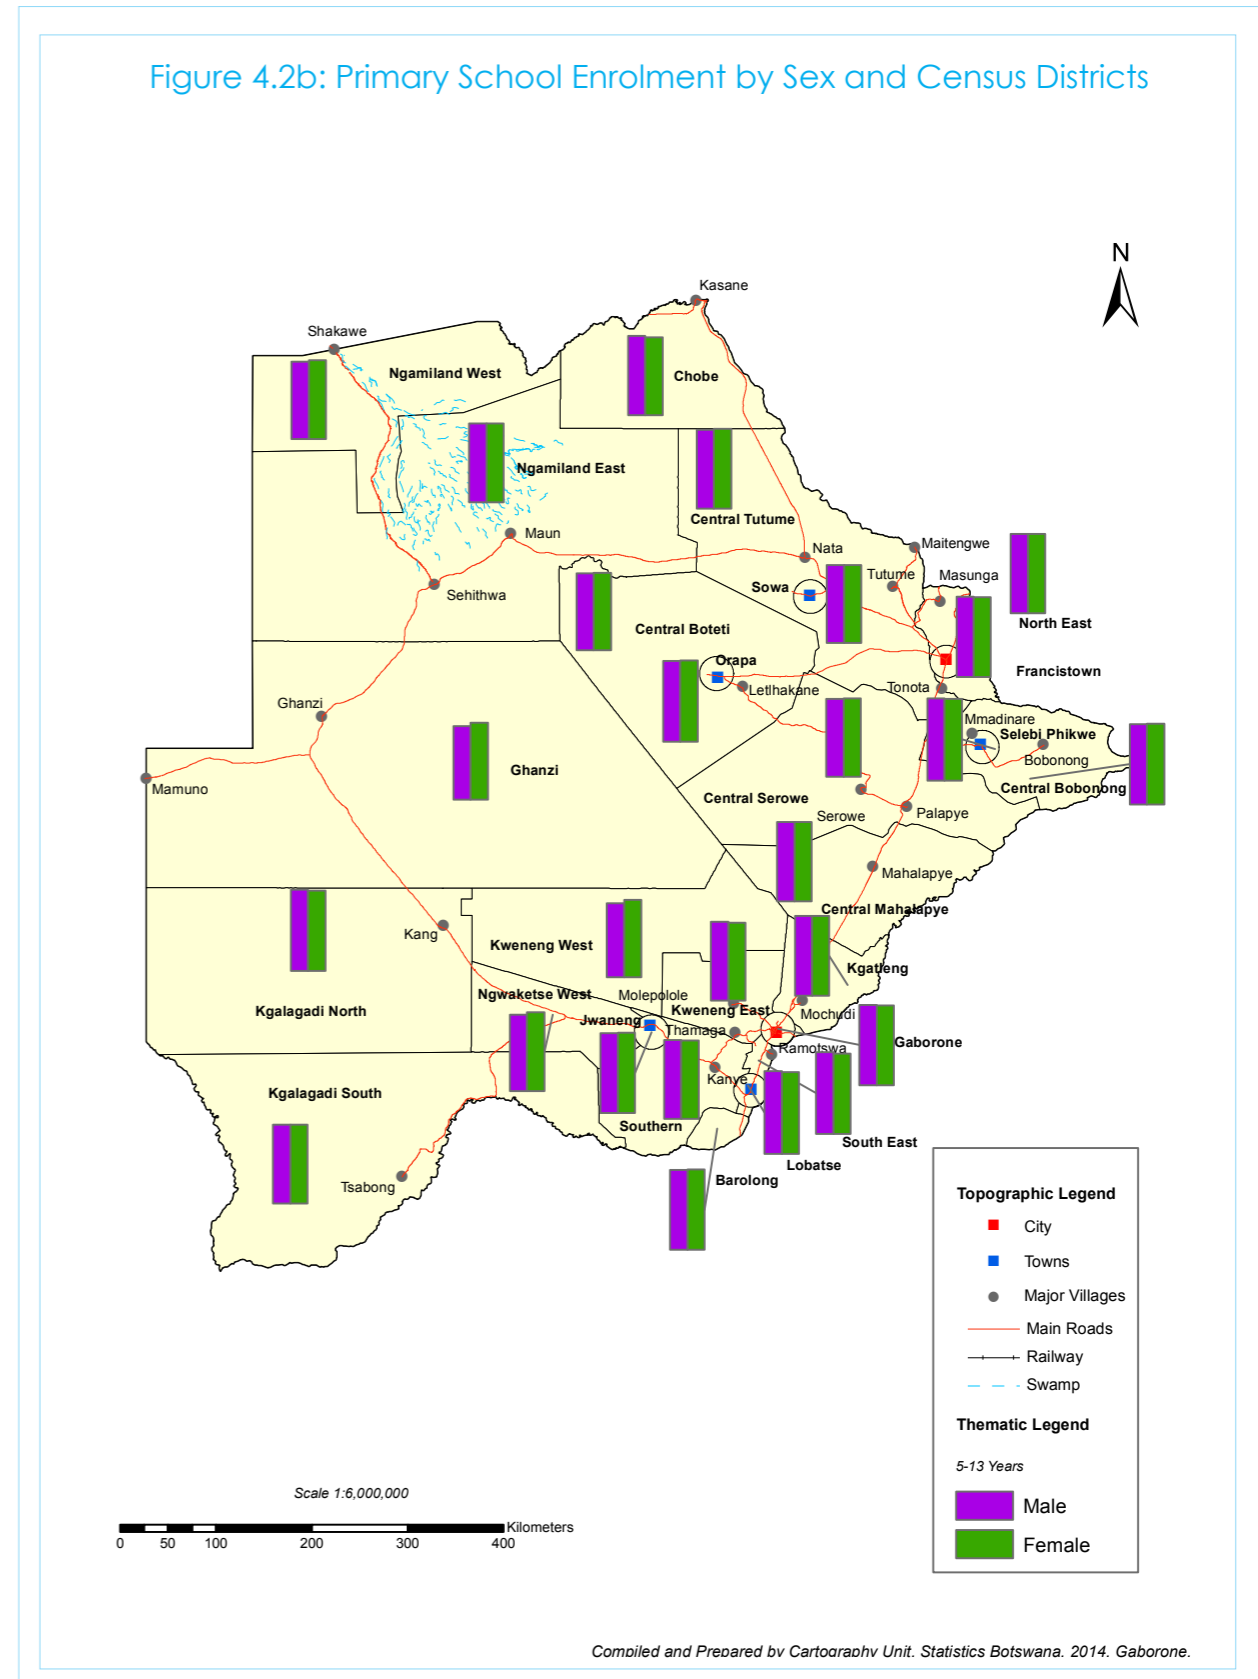 Figure 4.2b: Primary School Enrolment by Sex and Census Districts
N
Kasane
Shakawe
Ngamiland West
Chobe
Ngamiland East
Central Tutume
Maun
Nata
Maitengwe
Tutume
Masunga
Sehithwa
Sowa
North East
Central Boteti
Orapa
Francistown
Letlhakane
Tonota
Ghanzi
Mmadinare
Selebi Phikwe
Bobonong
Ghanzi
Mamuno
Central Bobonong
Central Serowe
Serowe
Palapye
Mahalapye
Central Mahalapye
Kang
Kweneng West
Kgatleng
Ngwaketse West
Molepolole
Kgalagadi North
Kweneng East
Mochudi
Jwaneng
Thamaga
Gaborone
Ramotswa
Kanye
Kgalagadi South
Southern
South East
Lobatse
Barolong
Tsabong
Topographic Legend
City
Towns
Major Villages
Main Roads
Railway
Swamp
Thematic Legend
5-13 Years
Male
Female
Scale 1:6,000,000
Kilometers
0 50 100 200 300 400
Compiled and Prepared by Cartography Unit, Statistics Botswana, 2014, Gaborone.